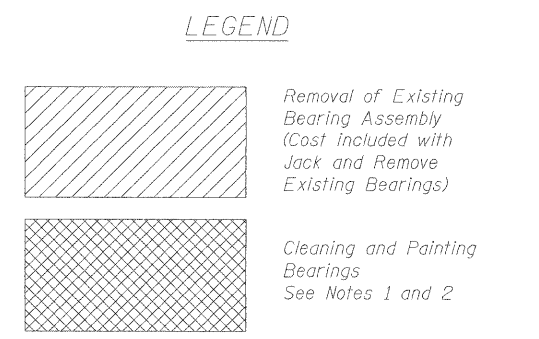 LEGEND
Removal of Existing
Bearing Assembly
(Cost included with
Jack and Remove
Existing Bearings)
Cleaning and Painting
Bearings
See Notes 1 and 2